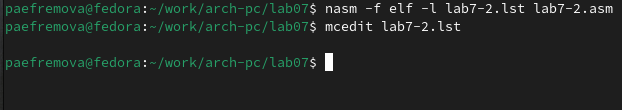 paefremova@fedora:~/work/arch-pc/lab07$ nasm -f elf -l lab7-2.lst lab7-2.asm
paefremova@fedora:~/work/arch-pc/lab07$ mcedit lab7-2.lst
paefremova@fedora:~/work/arch-pc/lab07$